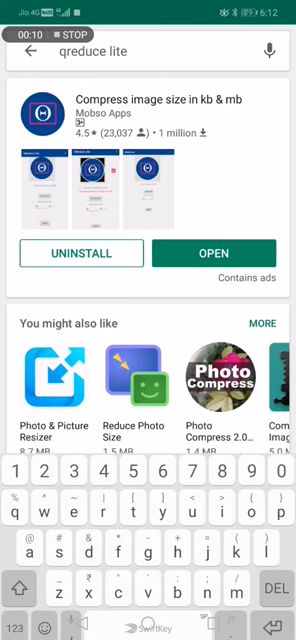 Jio 4G
6:12
00:10 STOP
qreduce lite
Compress image size in kb & mb
Mobso Apps
3+
4.5★ (23,037) • 1 million
UNINSTALL
OPEN
Contains ads
You might also like
MORE
Photo Compress
Photo & Picture Resizer
8.7 MB
Reduce Photo Size
1.5 MB
Photo Compress 2.0...
1.4 MB
Com
Imag
5.0 M
1 2 3 4 5 6 7 8 9 0
% ^ ~ | [ ] < > { }
q w e r t y u i o p
@ # & * - + = ( )
a s d f g h j k l
_ ₹ " ' : ; /
z x c v b n m DEL
123 SwiftKey SP .